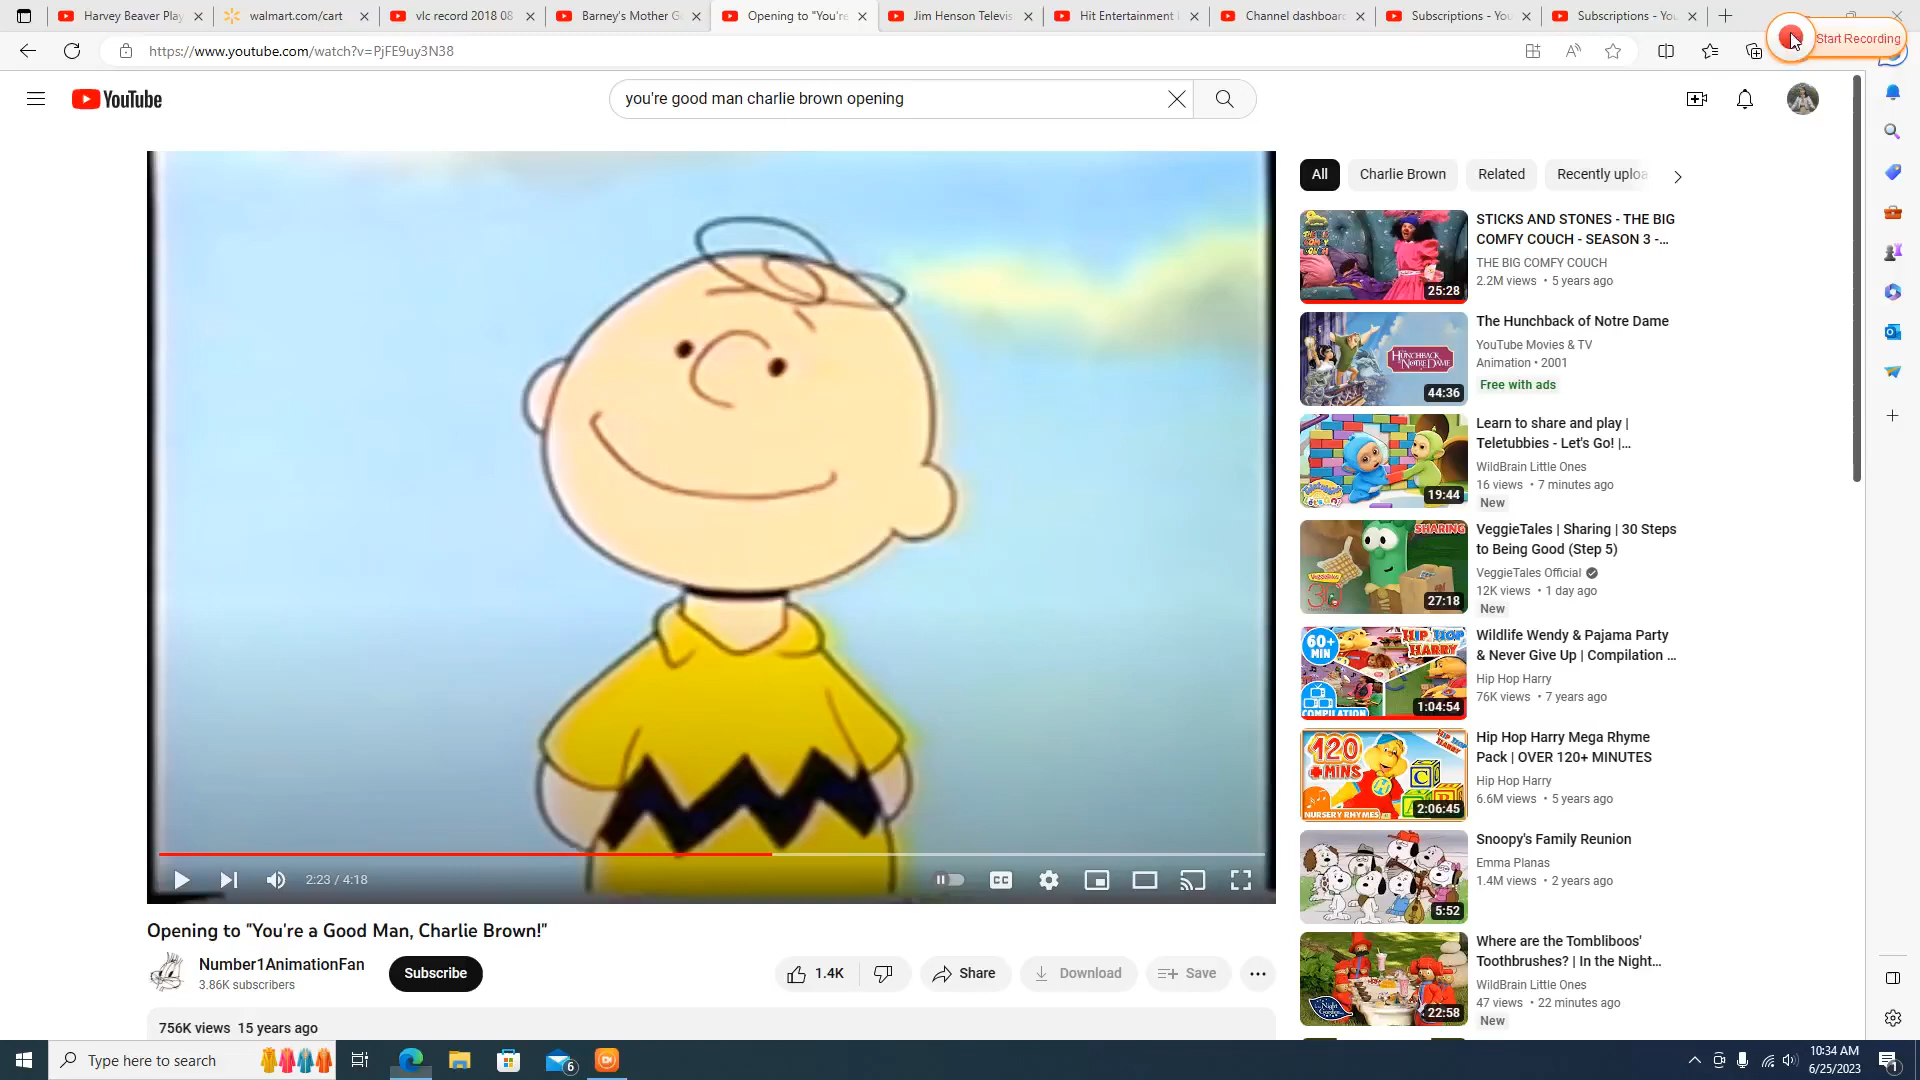 Harvey Beaver Play
walmart.com/cart
vlc record 2018 08
Barney's Mother G
Opening to "You're
Jim Henson Televis
Hit Entertainment
Channel dashboard
Subscriptions - You
Subscriptions - You
https://www.youtube.com/watch?v=PjFE9uy3N38
Start Recording
YouTube
you're good man charlie brown opening
All
Charlie Brown
Related
Recently uploa
STICKS AND STONES - THE BIG
COMFY COUCH - SEASON 3 -...
THE BIG COMFY COUCH
2.2M views • 5 years ago
25:28
The Hunchback of Notre Dame
YouTube Movies & TV
Animation • 2001
Free with ads
HUNCHBACK
NOTRE DAME
44:36
Learn to share and play |
Teletubbies - Let's Go! |...
WildBrain Little Ones
16 views • 7 minutes ago
New
19:44
VeggieTales | Sharing | 30 Steps
to Being Good (Step 5)
VeggieTales Official
12K views • 1 day ago
New
SHARING
27:18
Wildlife Wendy & Pajama Party
& Never Give Up | Compilation ...
Hip Hop Harry
76K views • 7 years ago
60+
MIN
HIP HOP
HARRY
COMPILATION
1:04:54
Hip Hop Harry Mega Rhyme
Pack | OVER 120+ MINUTES
Hip Hop Harry
6.6M views • 5 years ago
120
+MINS
NURSERY RHYMES
2:06:45
Snoopy's Family Reunion
Emma Planas
1.4M views • 2 years ago
5:52
Where are the Tombliboos'
Toothbrushes? | In the Night...
WildBrain Little Ones
47 views • 22 minutes ago
New
22:58
2:23 / 4:18
CC
Opening to "You're a Good Man, Charlie Brown!"
Number1AnimationFan
3.86K subscribers
Subscribe
1.4K
Share
Download
Save
756K views 15 years ago
Type here to search
6
10:34 AM
6/25/2023
1